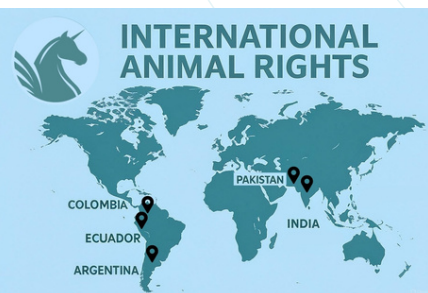 INTERNATIONAL
ANIMAL RIGHTS
PAKISTAN
COLOMBIA
INDIA
ECUADOR
ARGENTINA